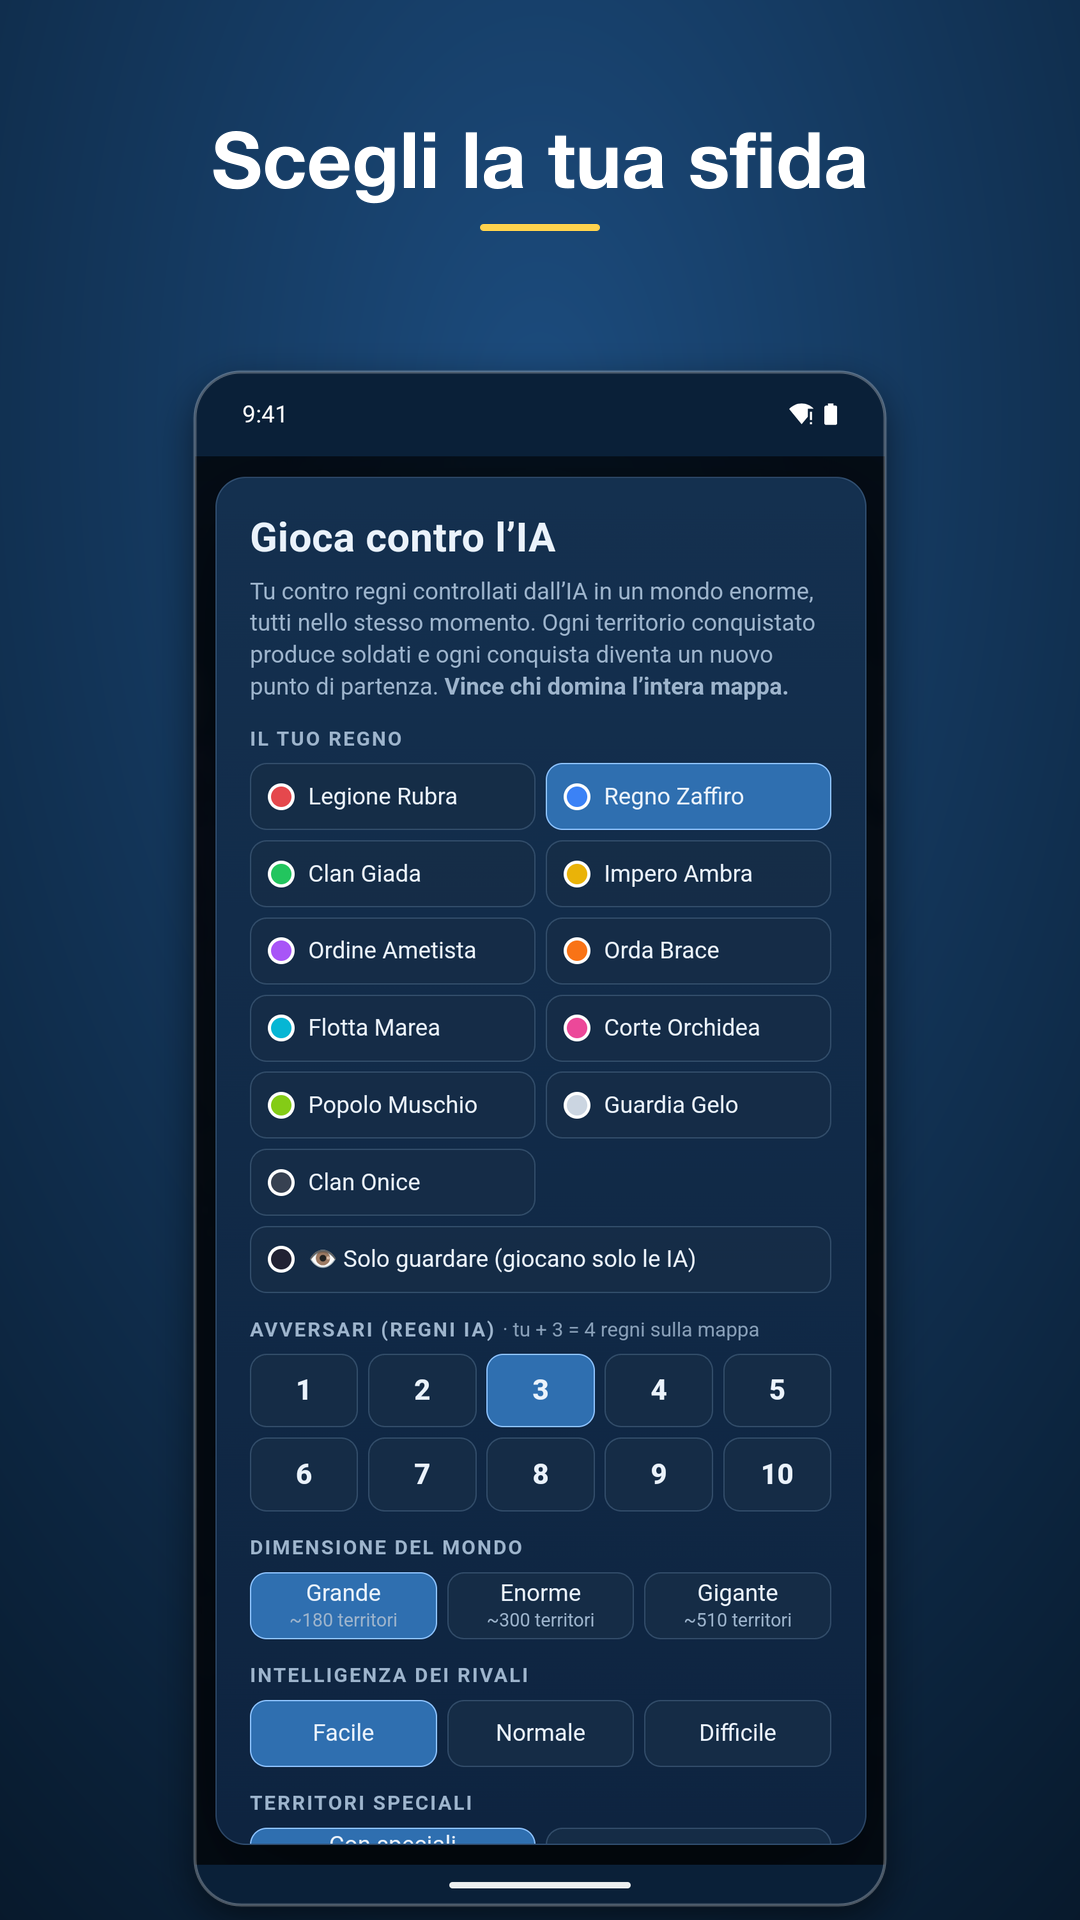 Scegli la tua sfida
9:41
Gioca contro l’IA
Tu contro regni controllati dall’IA in un mondo enorme,
tutti nello stesso momento. Ogni territorio conquistato
produce soldati e ogni conquista diventa un nuovo
punto di partenza. Vince chi domina l’intera mappa.
IL TUO REGNO
Legione Rubra
Regno Zaffiro
Clan Giada
Impero Ambra
Ordine Ametista
Orda Brace
Flotta Marea
Corte Orchidea
Popolo Muschio
Guardia Gelo
Clan Onice
👁️ Solo guardare (giocano solo le IA)
AVVERSARI (REGNI IA) · tu + 3 = 4 regni sulla mappa
1 2 3 4 5
6 7 8 9 10
DIMENSIONE DEL MONDO
Grande Enorme Gigante
~180 territori ~300 territori ~510 territori
INTELLIGENZA DEI RIVALI
Facile Normale Difficile
TERRITORI SPECIALI
Con speciali